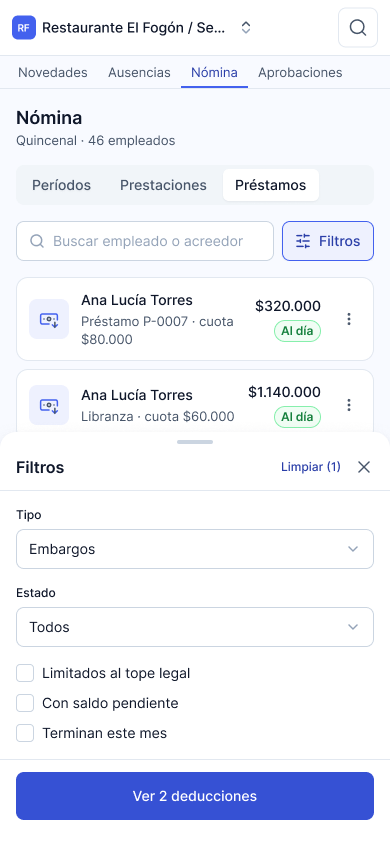 RF Restaurante El Fogón / Se...
Novedades Ausencias Nómina Aprobaciones
Nómina
Quincenal · 46 empleados
Períodos Prestaciones Préstamos
Buscar empleado o acreedor Filtros
Ana Lucía Torres
Préstamo P-0007 · cuota
$80.000
$320.000
Al día
Ana Lucía Torres
Libranza · cuota $60.000
$1.140.000
Al día
Filtros Limpiar (1)
Tipo
Embargos
Estado
Todos
Limitados al tope legal
Con saldo pendiente
Terminan este mes
Ver 2 deducciones